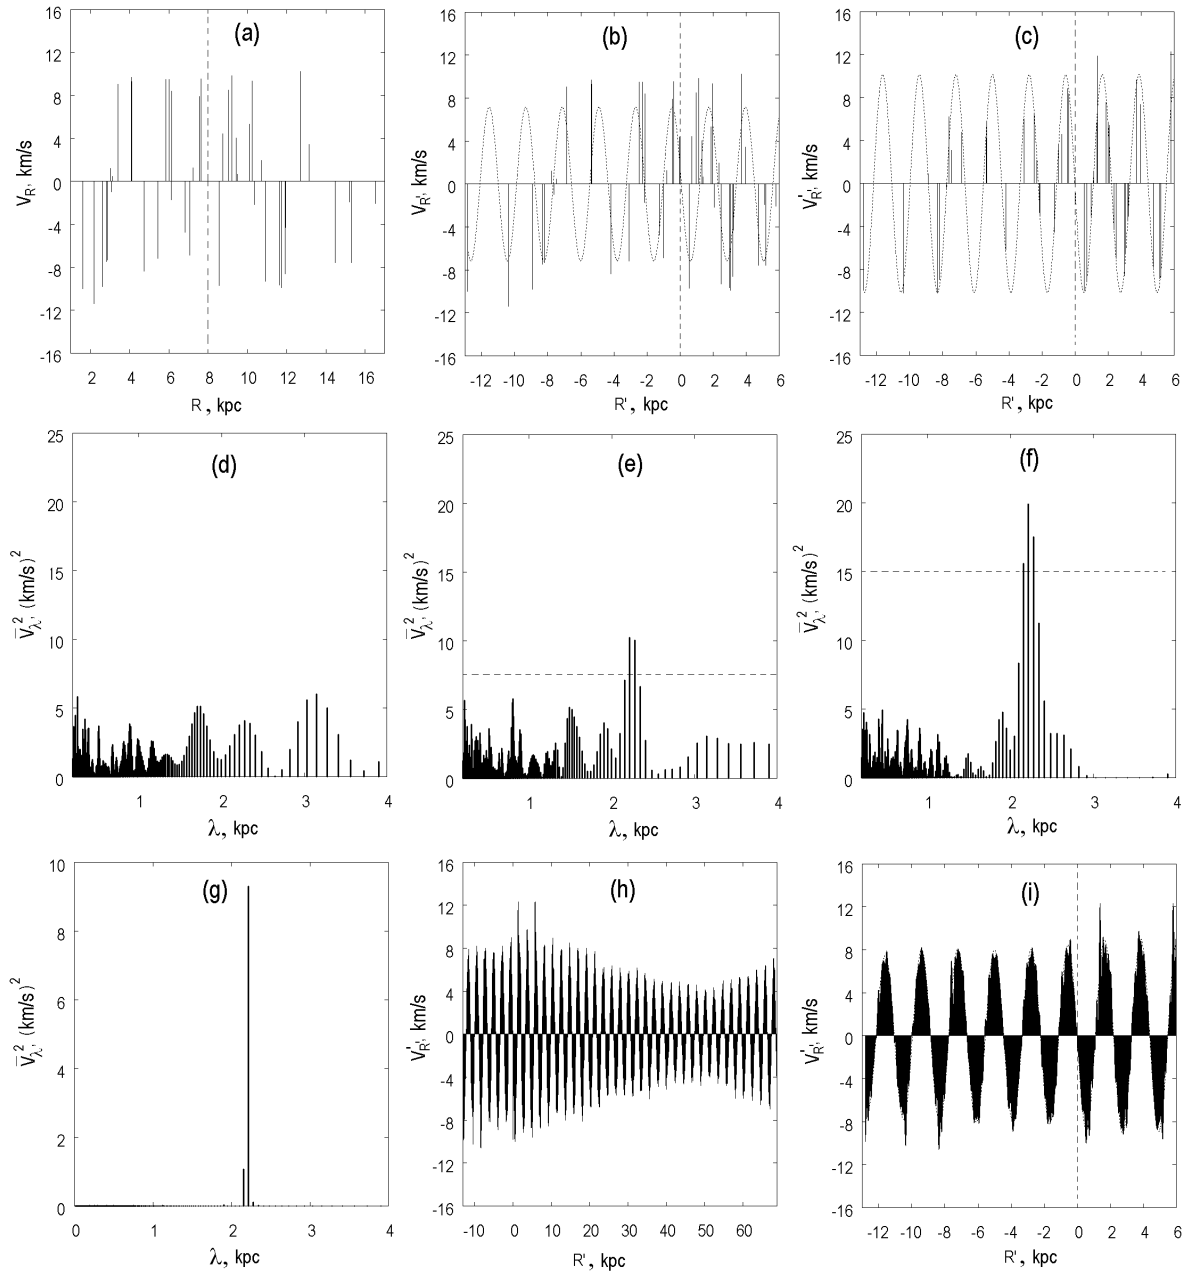 (a)
16
12
8
4
0
-4
-8
-12
-16
V_R, km/s
2 4 6 8 10 12 14 16
R , kpc
(b)
16
12
8
4
0
-4
-8
-12
-16
V_R', km/s
-12 -10 -8 -6 -4 -2 0 2 4 6
R' , kpc
(c)
16
12
8
4
0
-4
-8
-12
-16
V'_R', km/s
-12 -10 -8 -6 -4 -2 0 2 4 6
R' , kpc
(d)
25
20
15
10
5
0
V̅_λ², (km/s)²
1 2 3 4
λ, kpc
(e)
25
20
15
10
5
0
V̅_λ², (km/s)²
1 2 3 4
λ, kpc
(f)
25
20
15
10
5
0
V̅_λ², (km/s)²
1 2 3 4
λ, kpc
(g)
10
8
6
4
2
0
V̅_λ², (km/s)²
0 1 2 3 4
λ, kpc
(h)
16
12
8
4
0
-4
-8
-12
-16
V'_R', km/s
-10 0 10 20 30 40 50 60
R' , kpc
(i)
16
12
8
4
0
-4
-8
-12
-16
V'_R', km/s
-12 -10 -8 -6 -4 -2 0 2 4 6
R' , kpc